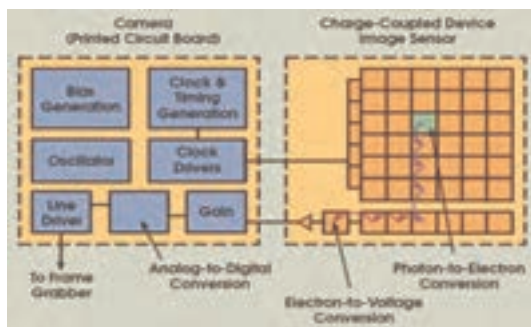 Camera
(Printed Circuit Board)
Charge-Coupled Device
Image Sensor
Bias
Generation
Clock &
Timing
Generation
Oscillator
Clock
Drivers
Line
Driver
Gain
To Frame
Grabber
Analog-to-Digital
Conversion
Photon-to-Electron
Conversion
Electron-to-Voltage
Conversion